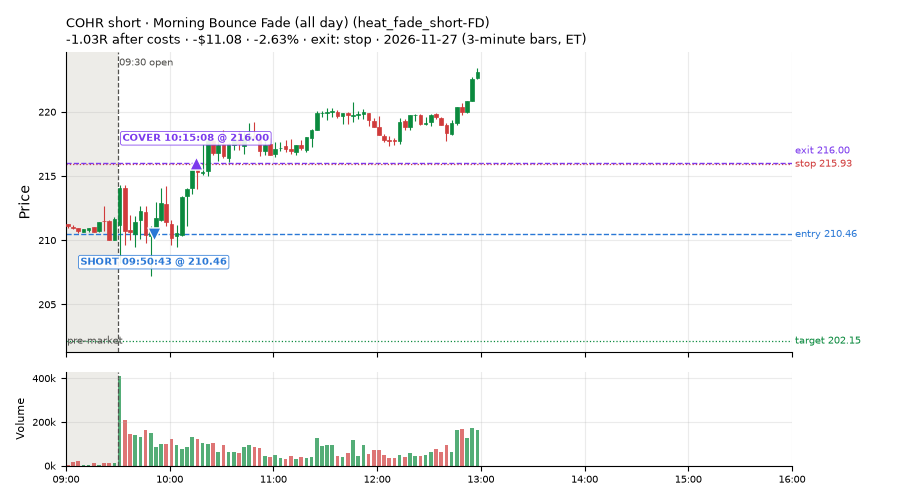 COHR short · Morning Bounce Fade (all day) (heat_fade_short-FD)
-1.03R after costs · -$11.08 · -2.63% · exit: stop · 2026-11-27 (3-minute bars, ET)
09:30 open
220
215
210
205
Price
COVER 10:15:08 @ 216.00
SHORT 09:50:43 @ 210.46
exit 216.00
stop 215.93
entry 210.46
target 202.15
pre-market
400k
200k
0k
Volume
09:00
10:00
11:00
12:00
13:00
14:00
15:00
16:00